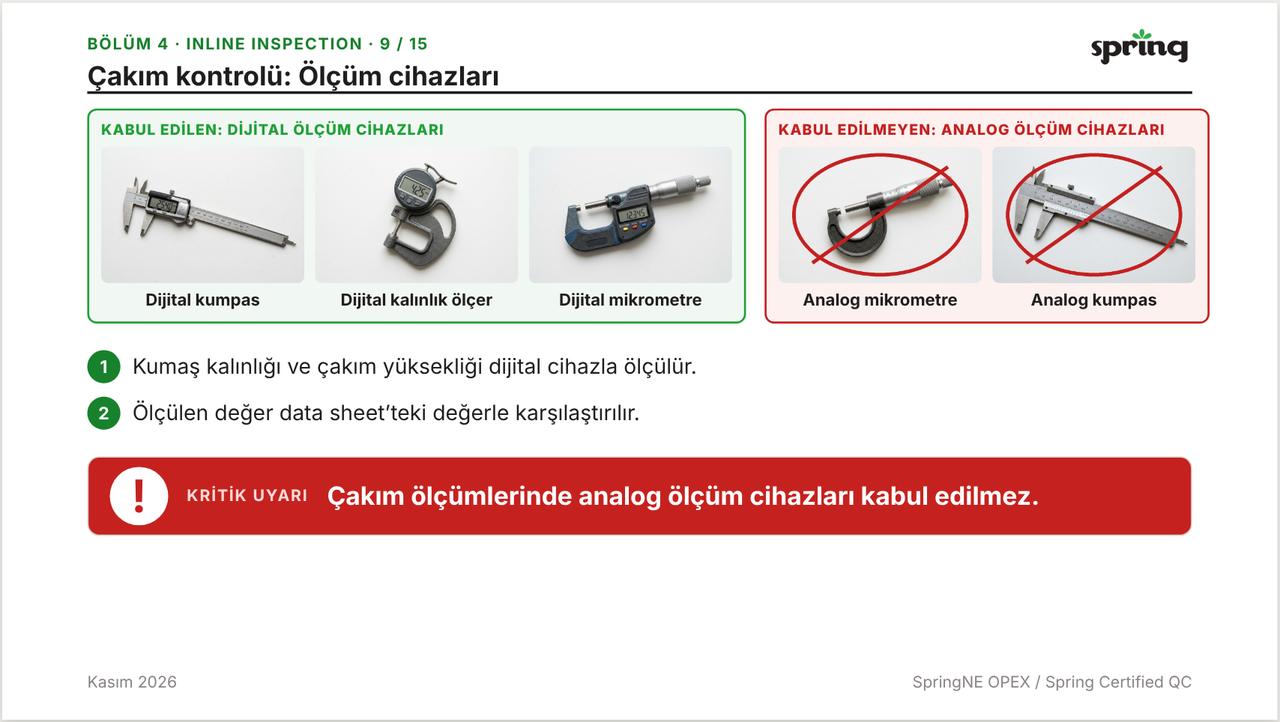 BÖLÜM 4 · INLINE INSPECTION · 9 / 15
spring
Çakım kontrolü: Ölçüm cihazları
KABUL EDİLEN: DİJİTAL ÖLÇÜM CİHAZLARI
Dijital kumpas
Dijital kalınlık ölçer
Dijital mikrometre
KABUL EDİLMEYEN: ANALOG ÖLÇÜM CİHAZLARI
Analog mikrometre
Analog kumpas
1 Kumaş kalınlığı ve çakım yüksekliği dijital cihazla ölçülür.
2 Ölçülen değer data sheet’teki değerle karşılaştırılır.
! KRİTİK UYARI Çakım ölçümlerinde analog ölçüm cihazları kabul edilmez.
Kasım 2026
SpringNE OPEX / Spring Certified QC